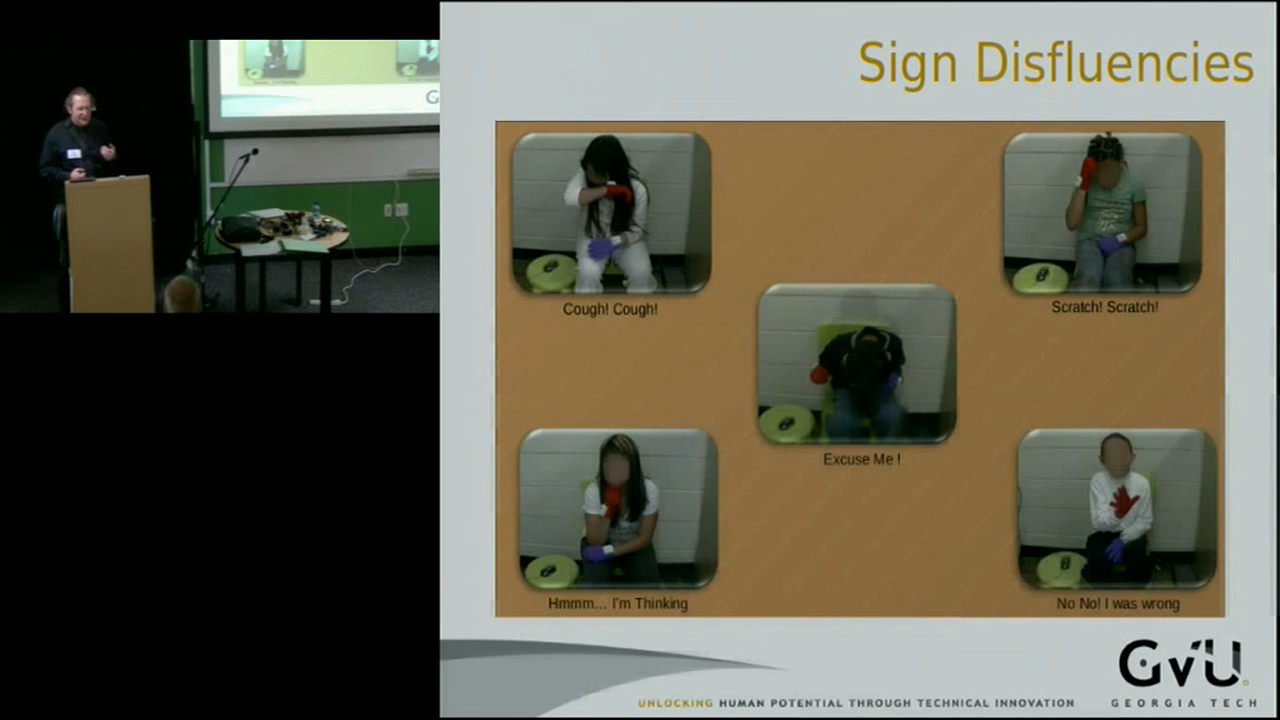 Sign Disfluencies
Cough! Cough!
Scratch! Scratch!
Excuse Me !
Hmmm... I'm Thinking
No No! I was wrong
GVU
UNLOCKING HUMAN POTENTIAL THROUGH TECHNICAL INNOVATION
GEORGIA TECH